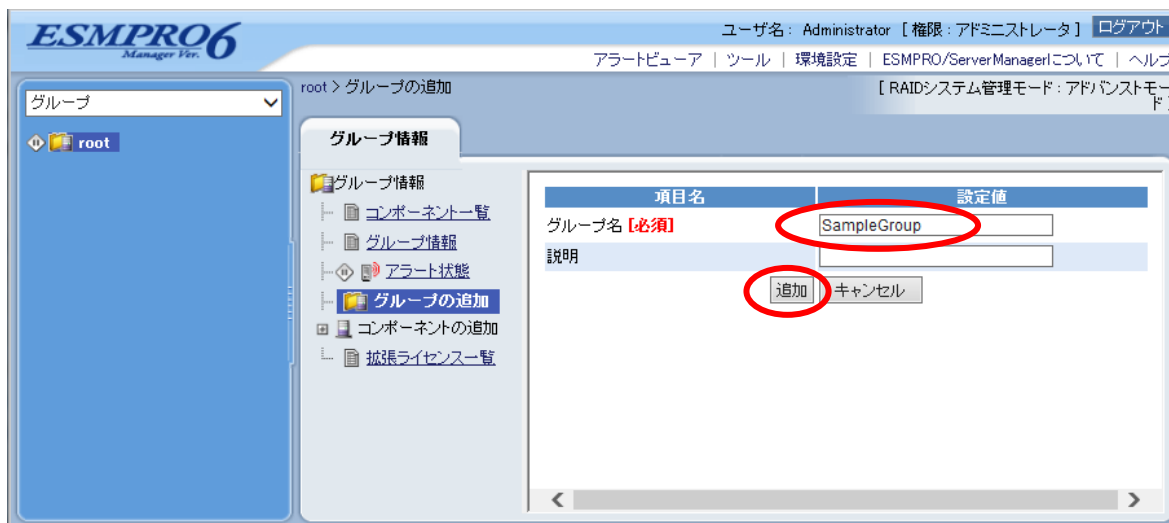 ESMPRO6
Manager Ver.
ユーザ名： Administrator [ 権限：アドミニストレータ ] ログアウト
アラートビューア | ツール | 環境設定 | ESMPRO/ServerManagerについて | ヘルプ
グループ
root > グループの追加
[ RAIDシステム管理モード：アドバンストモード ]
root
グループ情報
グループ情報
コンポーネント一覧
グループ情報
アラート状態
グループの追加
コンポーネントの追加
拡張ライセンス一覧
項目名 設定値
グループ名 [必須] SampleGroup
説明
追加 キャンセル